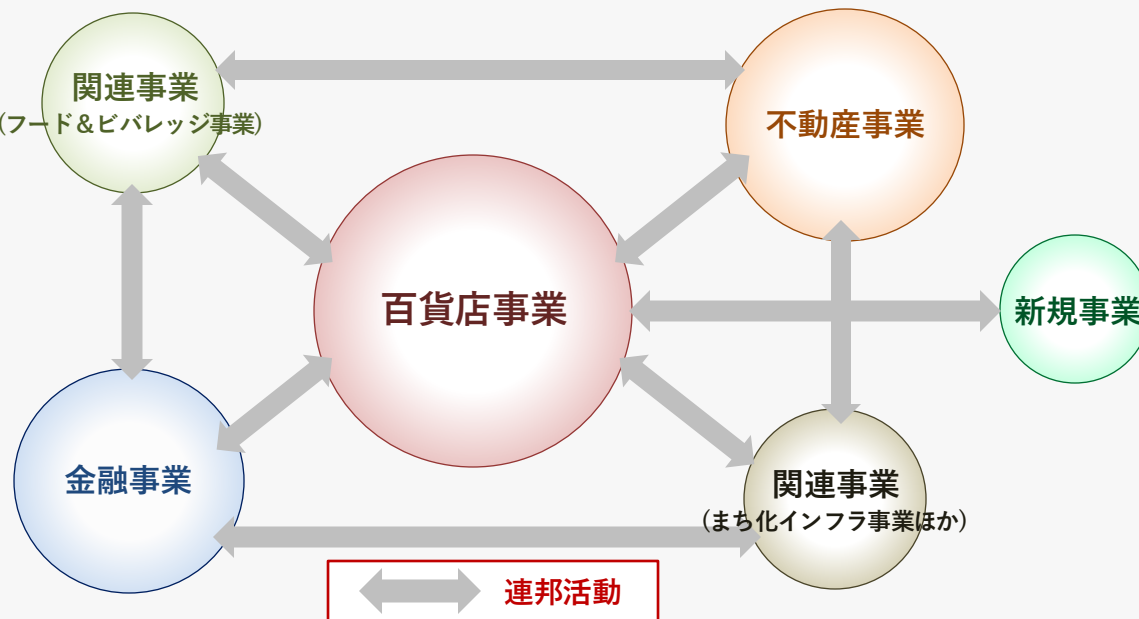 関連事業
(フード＆ビバレッジ事業)
不動産事業
百貨店事業
新規事業
金融事業
関連事業
(まち化インフラ事業ほか)
連邦活動